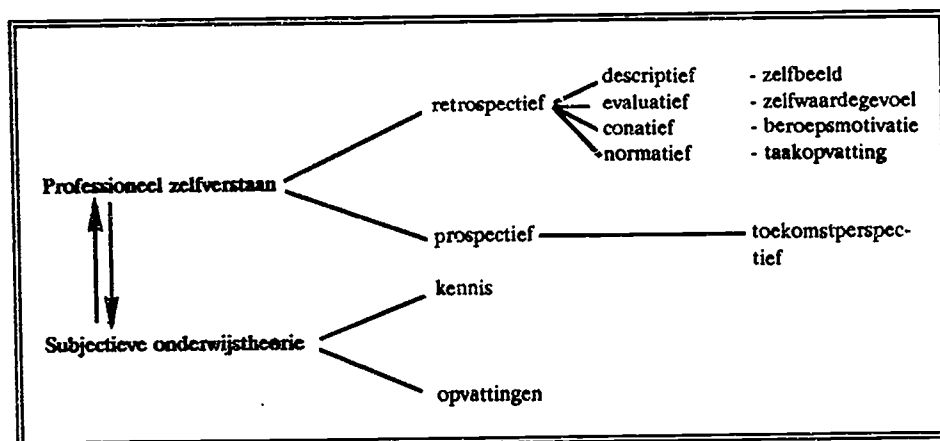 descriptief - zelfbeeld
retrospectief evaluatief - zelfwaardegevoel
conatief - beroepsmotivatie
normatief - taakopvatting
Professioneel zelfverstaan
prospectief toekomstperspec-
tief
kennis
Subjectieve onderwijstheorie
opvattingen